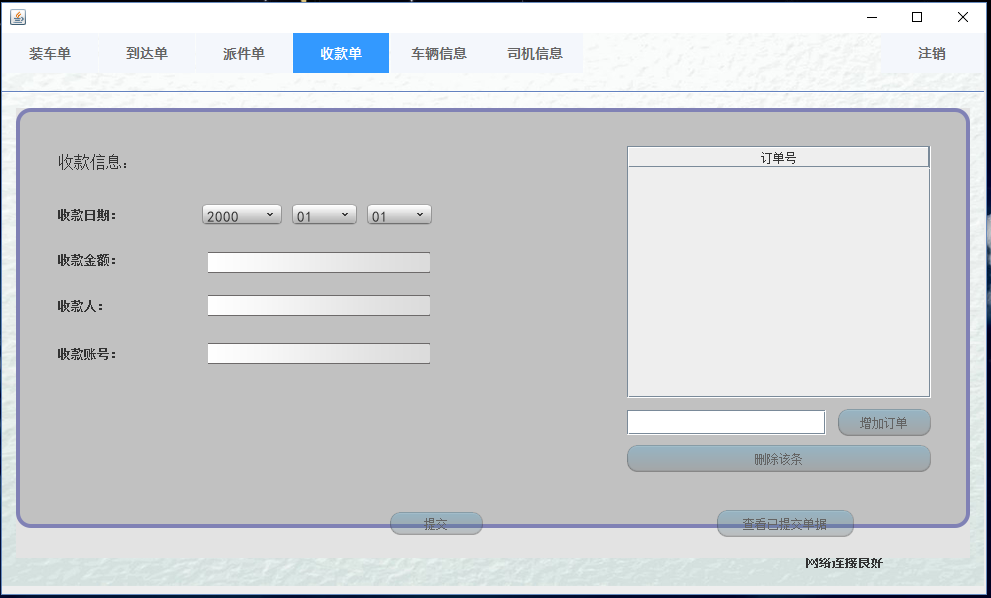 装车单 到达单 派件单 收款单 车辆信息 司机信息 注销
收款信息：
订单号
收款日期： 2000 01 01
收款金额：
收款人：
收款账号：
增加订单
删除该条
提交 查看已提交单据
网络连接良好